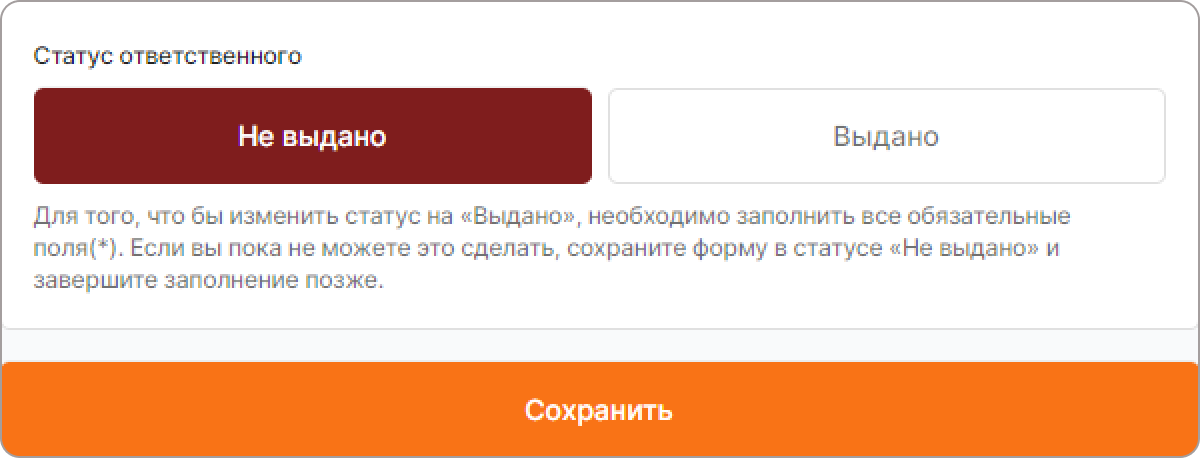 Статус ответственного
Не выдано
Выдано
Для того, что бы изменить статус на «Выдано», необходимо заполнить все обязательные
поля(*). Если вы пока не можете это сделать, сохраните форму в статусе «Не выдано» и
завершите заполнение позже.
Сохранить